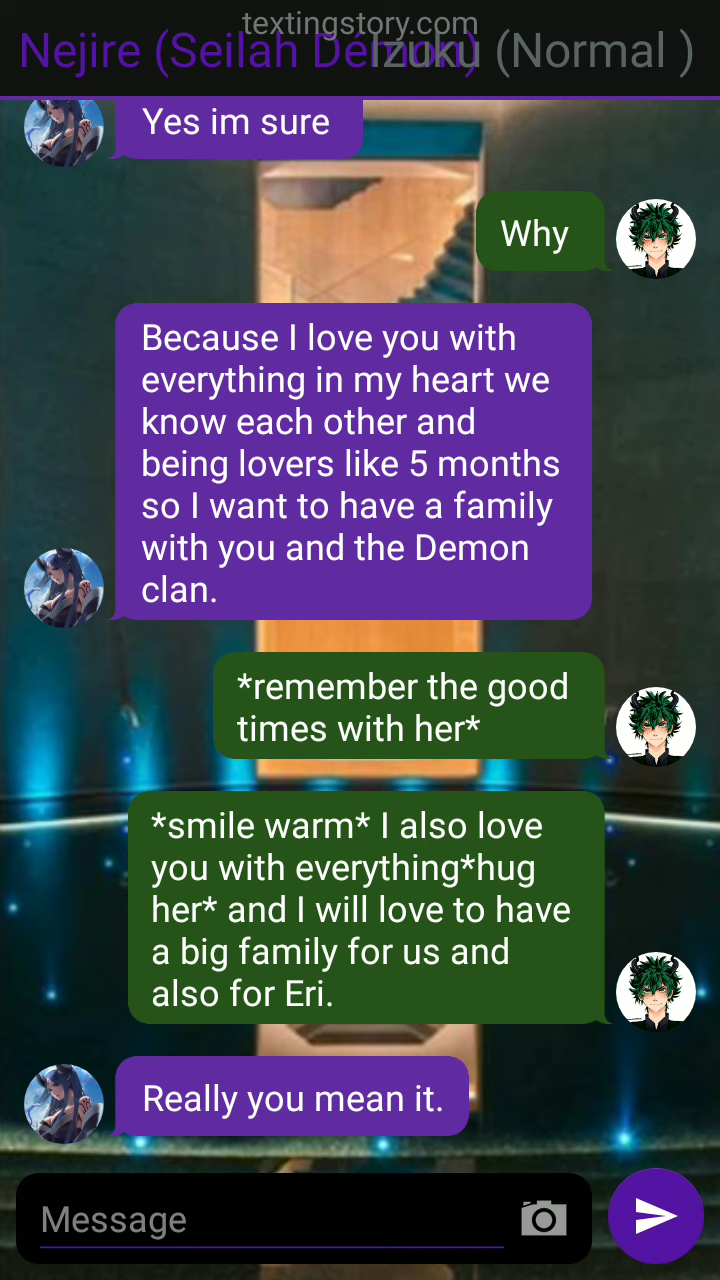 textingstory.com
Nejire (Seilah Démon)
Izuku (Normal )
Yes im sure
Why
Because I love you with
everything in my heart we
know each other and
being lovers like 5 months
so I want to have a family
with you and the Demon
clan.
*remember the good
times with her*
*smile warm* I also love
you with everything*hug
her* and I will love to have
a big family for us and
also for Eri.
Really you mean it.
Message